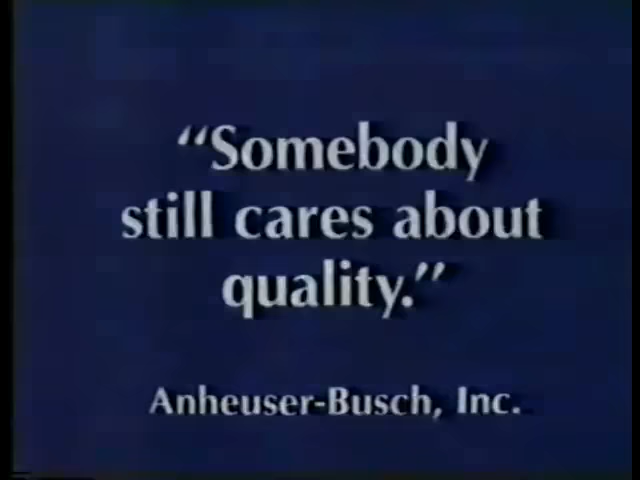 “Somebody
still cares about
quality.”
Anheuser-Busch, Inc.